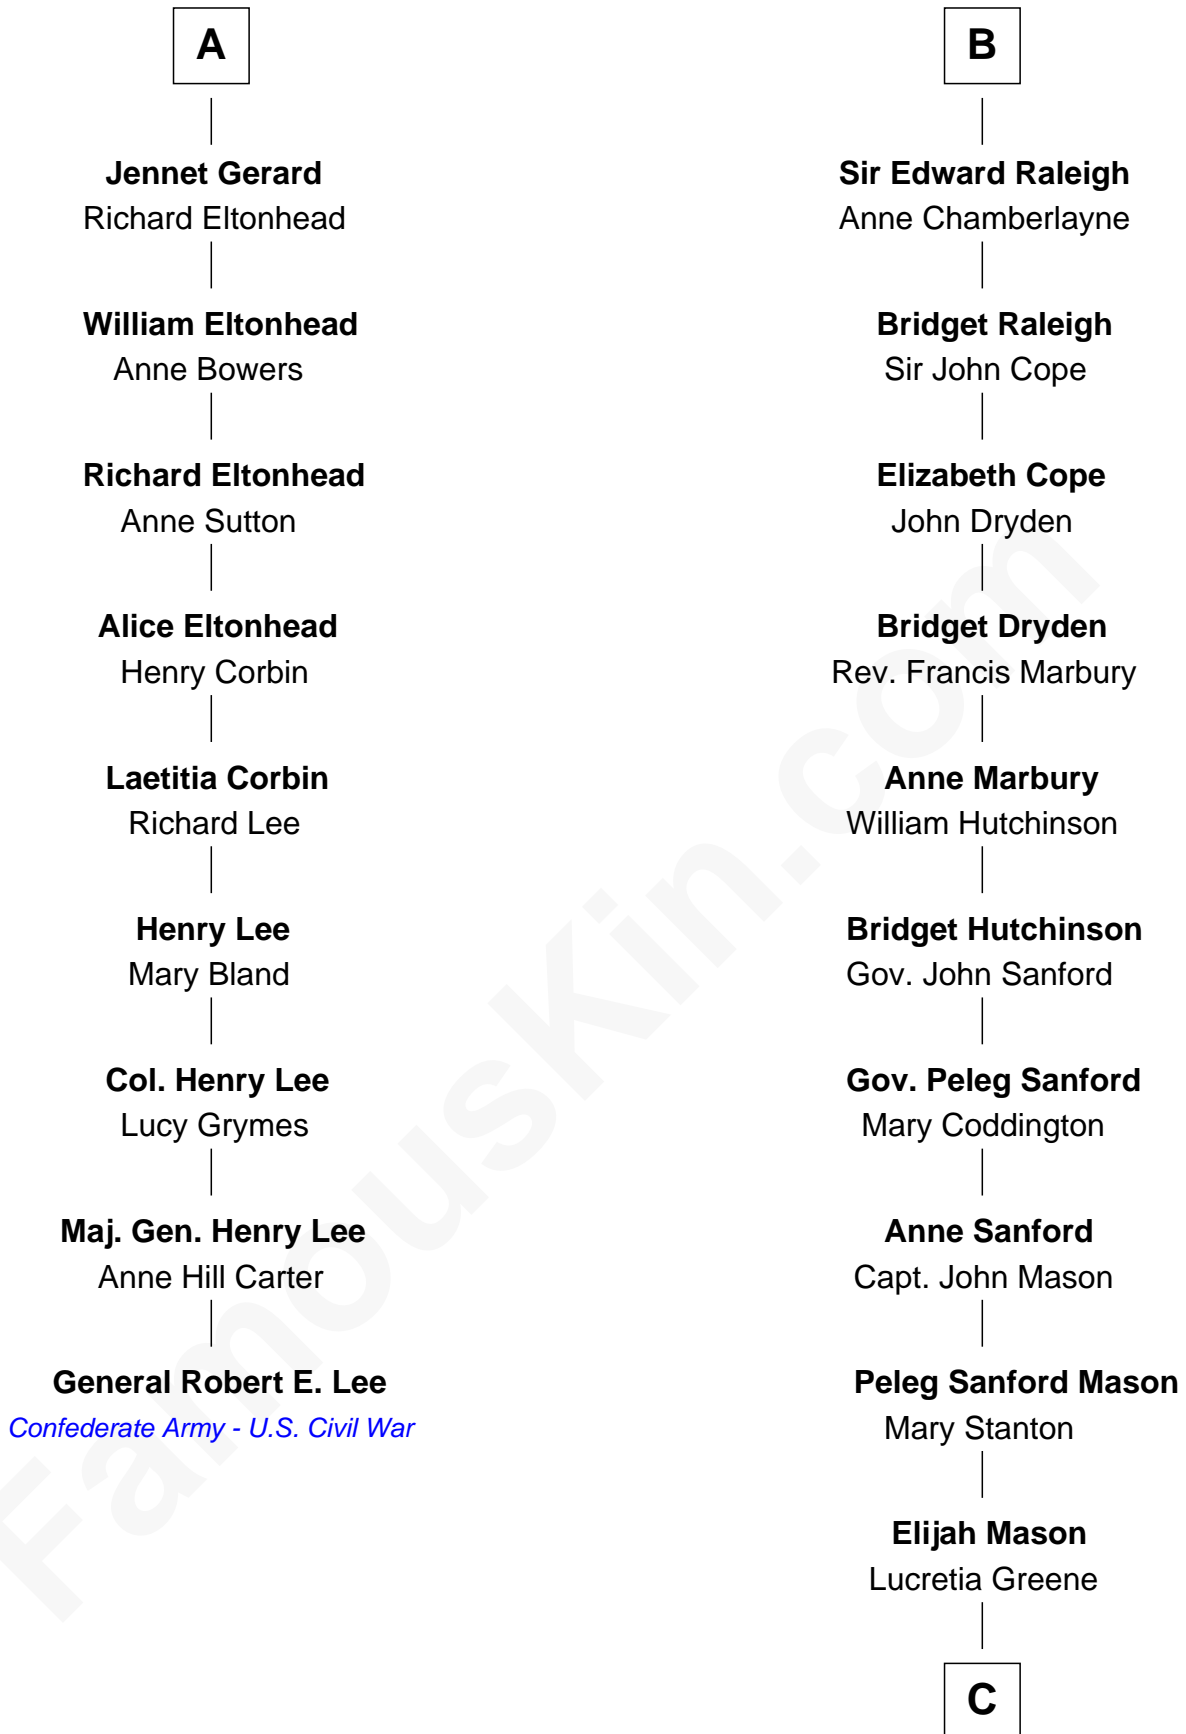 A
Jennet Gerard
Richard Eltonhead
William Eltonhead
Anne Bowers
Richard Eltonhead
Anne Sutton
Alice Eltonhead
Henry Corbin
Laetitia Corbin
Richard Lee
Henry Lee
Mary Bland
Col. Henry Lee
Lucy Grymes
Maj. Gen. Henry Lee
Anne Hill Carter
General Robert E. Lee
Confederate Army - U.S. Civil War
B
Sir Edward Raleigh
Anne Chamberlayne
Bridget Raleigh
Sir John Cope
Elizabeth Cope
John Dryden
Bridget Dryden
Rev. Francis Marbury
Anne Marbury
William Hutchinson
Bridget Hutchinson
Gov. John Sanford
Gov. Peleg Sanford
Mary Coddington
Anne Sanford
Capt. John Mason
Peleg Sanford Mason
Mary Stanton
Elijah Mason
Lucretia Greene
C
FamousKin.com